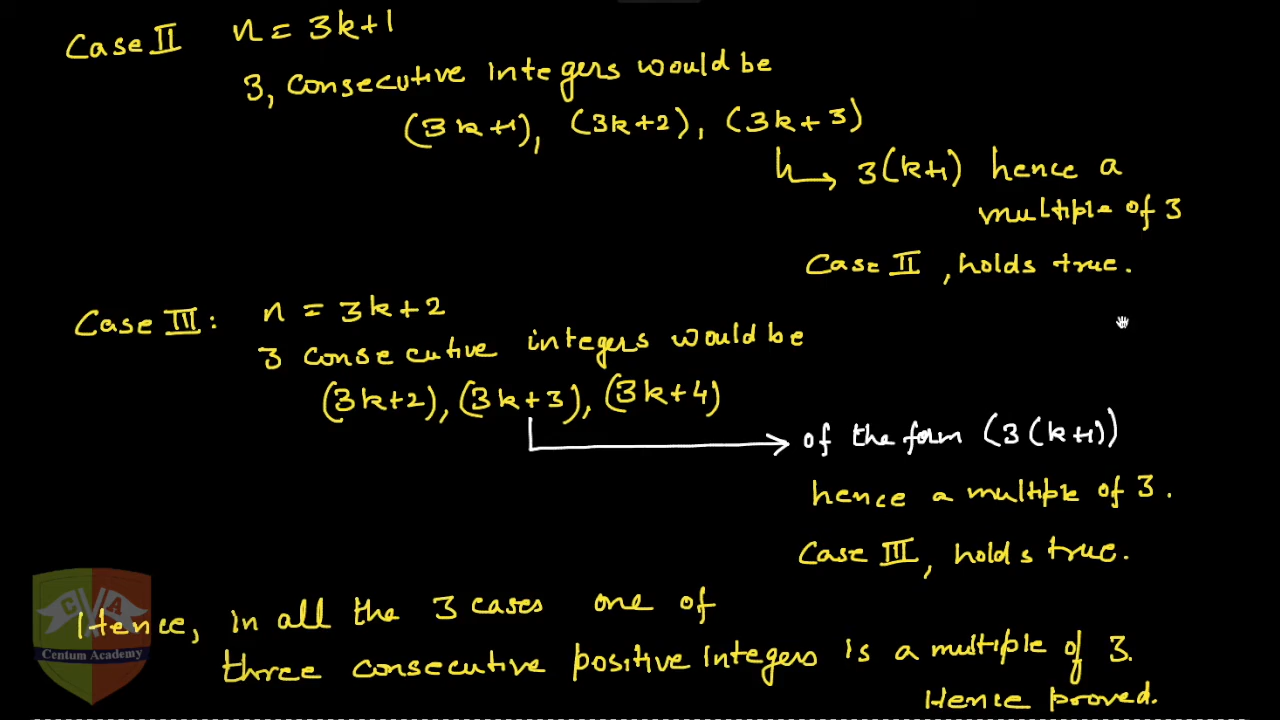 Case II n = 3k+1
3, consecutive integers would be
(3k+1), (3k+2), (3k+3)
3(k+1) hence a
multiple of 3
Case II, holds true.
Case III: n = 3k+2
3 consecutive integers would be
(3k+2), (3k+3), (3k+4)
of the form (3(k+1))
hence a multiple of 3.
Case III, holds true.
Hence, in all the 3 cases one of
three consecutive positive integers is a multiple of 3.
Hence proved.
C A
Centum Academy